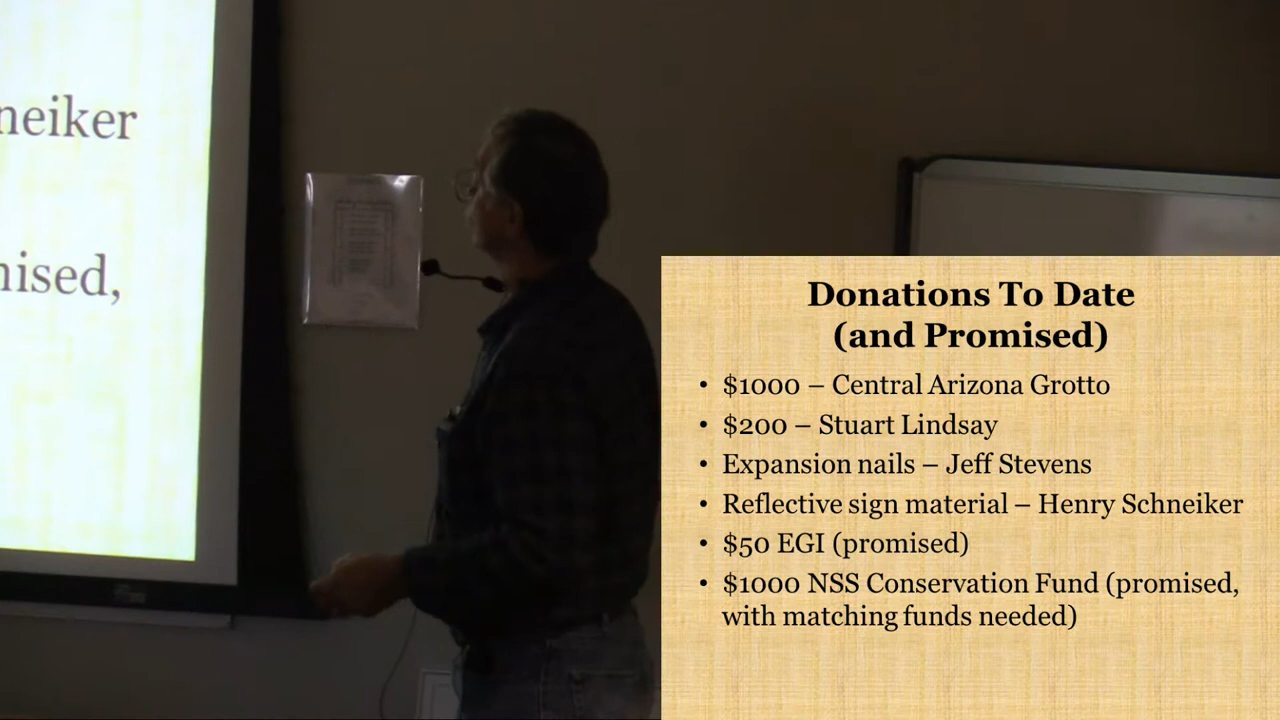 neiker
nised,
Donations To Date
(and Promised)
• $1000 – Central Arizona Grotto
• $200 – Stuart Lindsay
• Expansion nails – Jeff Stevens
• Reflective sign material – Henry Schneiker
• $50 EGI (promised)
• $1000 NSS Conservation Fund (promised,
with matching funds needed)